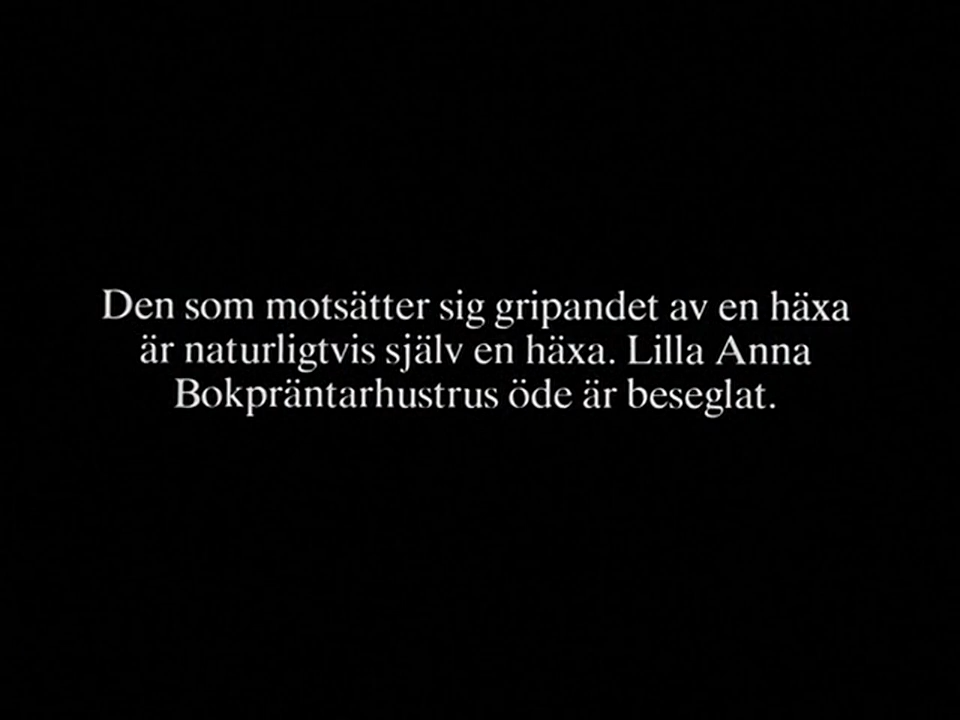 Den som motsätter sig gripandet av en häxa
är naturligtvis själv en häxa. Lilla Anna
Bokpräntarhustrus öde är beseglat.